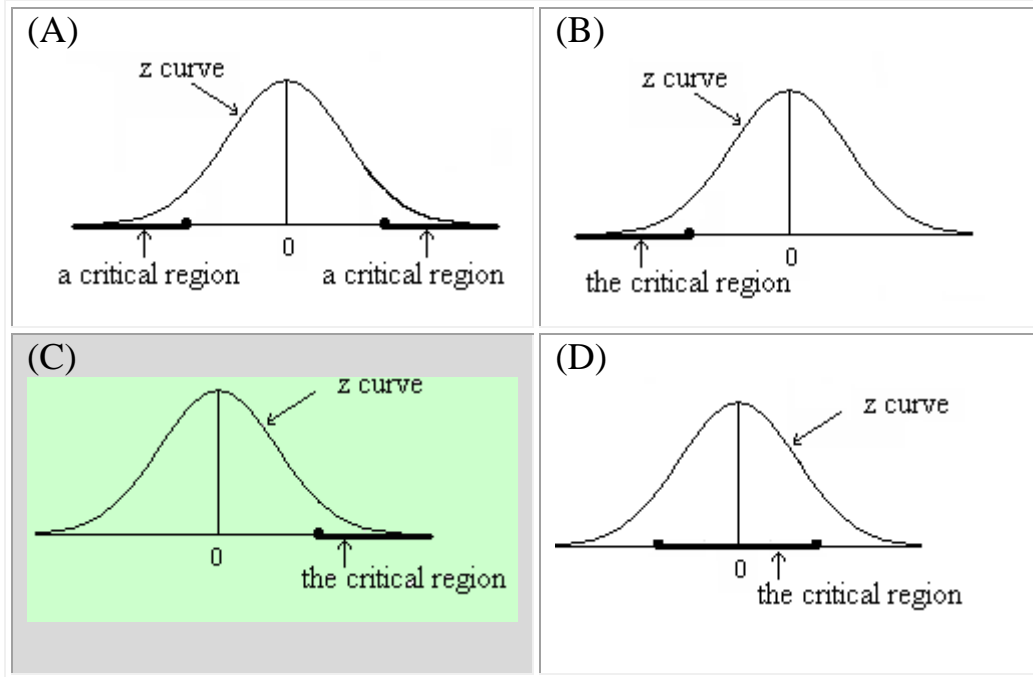 (A)
z curve
0
a critical region
a critical region
(B)
z curve
0
the critical region
(C)
z curve
0
the critical region
(D)
z curve
0
the critical region